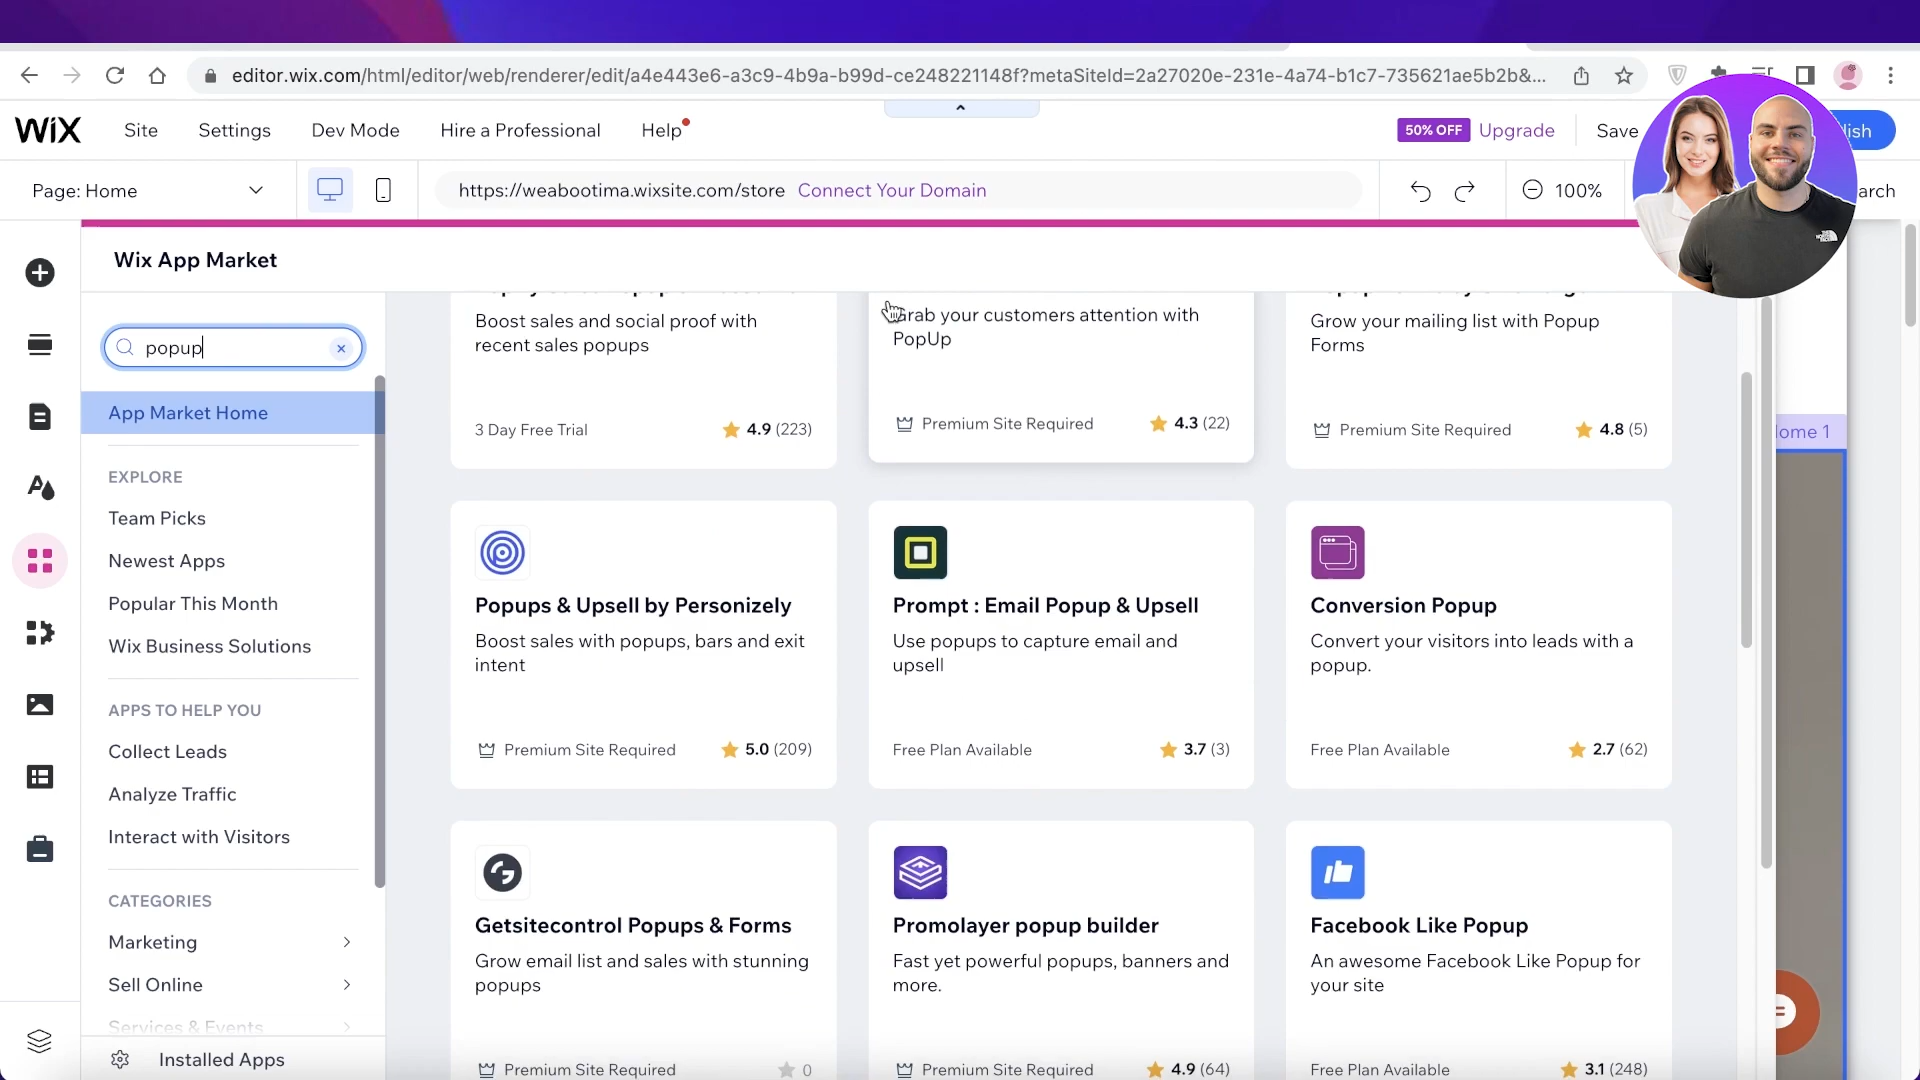 editor.wix.com/html/editor/web/renderer/edit/a4e443e6-a3c9-4b9a-b99d-ce248221148f?metaSiteId=2a27020e-231e-4a74-b1c7-735621ae5b2b&...
WiX
Site
Settings
Dev Mode
Hire a Professional
Help
50% OFF
Upgrade
Save
Page: Home
https://weabootima.wixsite.com/store
Connect Your Domain
100%
Wix App Market
popup
App Market Home
EXPLORE
Team Picks
Newest Apps
Popular This Month
Wix Business Solutions
APPS TO HELP YOU
Collect Leads
Analyze Traffic
Interact with Visitors
CATEGORIES
Marketing
Sell Online
Services & Events
Installed Apps
Boost sales and social proof with
recent sales popups
3 Day Free Trial
4.9 (223)
Grab your customers attention with
PopUp
Premium Site Required
4.3 (22)
Grow your mailing list with Popup
Forms
Premium Site Required
4.8 (5)
Popups & Upsell by Personizely
Boost sales with popups, bars and exit
intent
Premium Site Required
5.0 (209)
Prompt : Email Popup & Upsell
Use popups to capture email and
upsell
Free Plan Available
3.7 (3)
Conversion Popup
Convert your visitors into leads with a
popup.
Free Plan Available
2.7 (62)
Getsitecontrol Popups & Forms
Grow email list and sales with stunning
popups
Premium Site Required
0
Promolayer popup builder
Fast yet powerful popups, banners and
more.
Premium Site Required
4.9 (64)
Facebook Like Popup
An awesome Facebook Like Popup for
your site
Free Plan Available
3.1 (248)